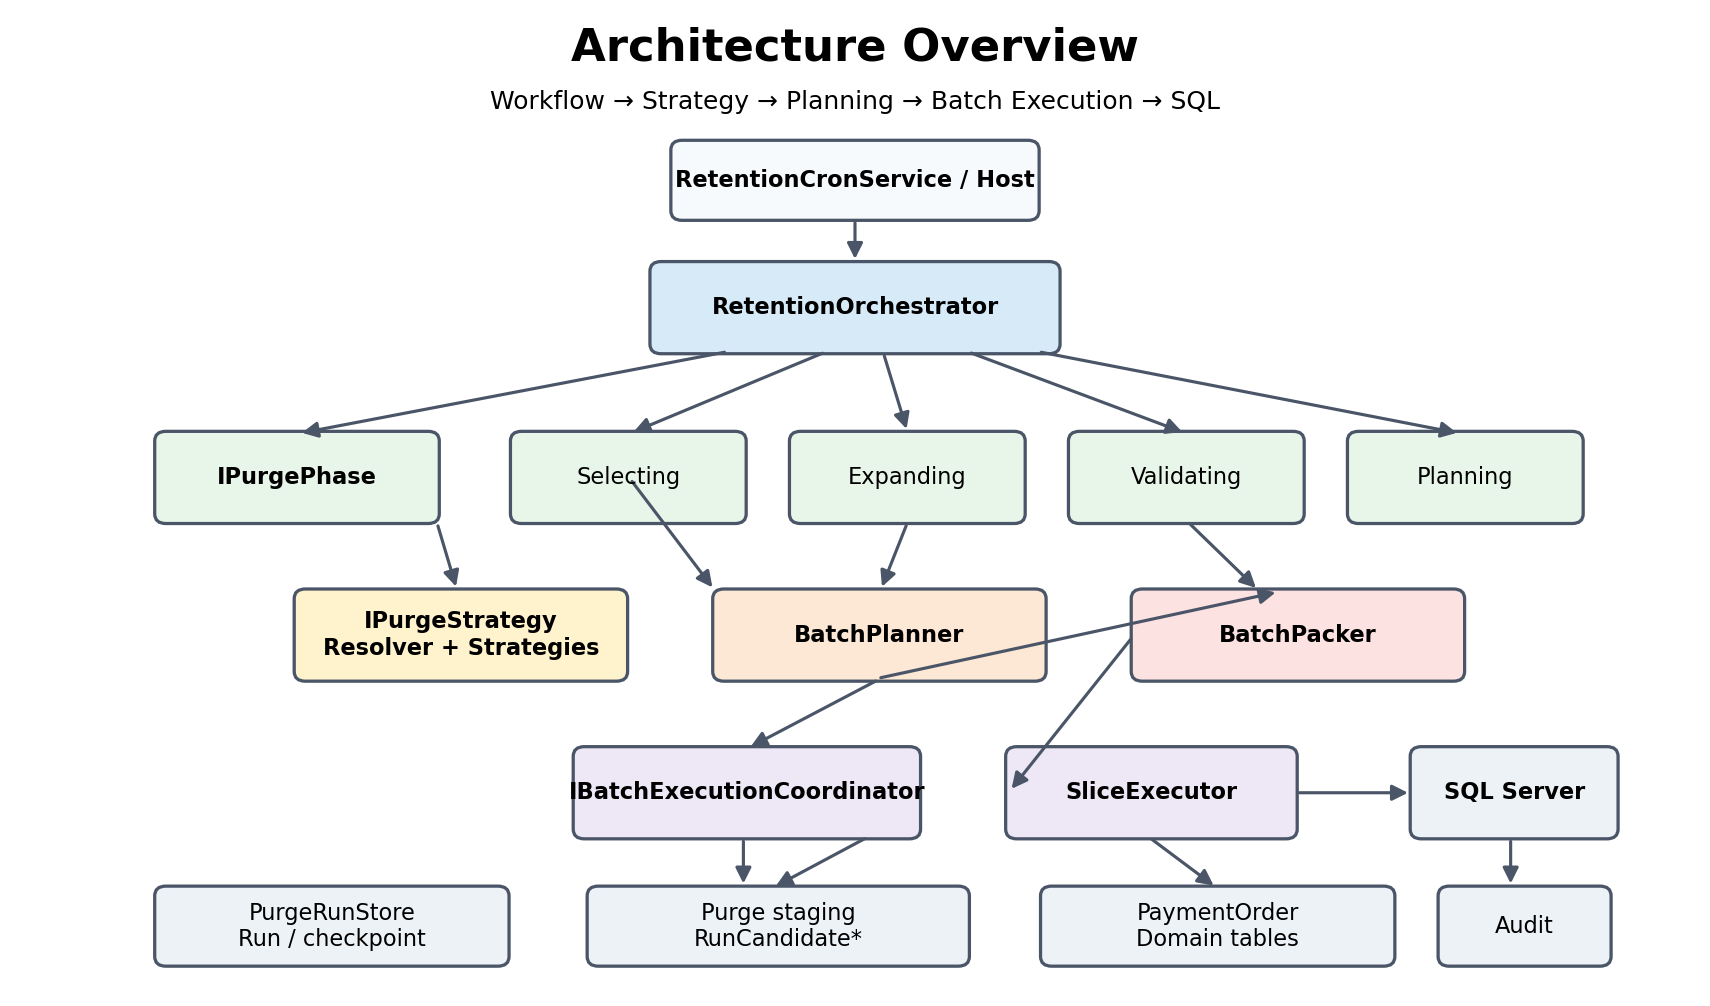 Architecture Overview
Workflow → Strategy → Planning → Batch Execution → SQL
RetentionCronService / Host
RetentionOrchestrator
IPurgePhase
Selecting
Expanding
Validating
Planning
IPurgeStrategy
Resolver + Strategies
BatchPlanner
BatchPacker
IBatchExecutionCoordinator
SliceExecutor
SQL Server
PurgeRunStore
Run / checkpoint
Purge staging
RunCandidate*
PaymentOrder
Domain tables
Audit